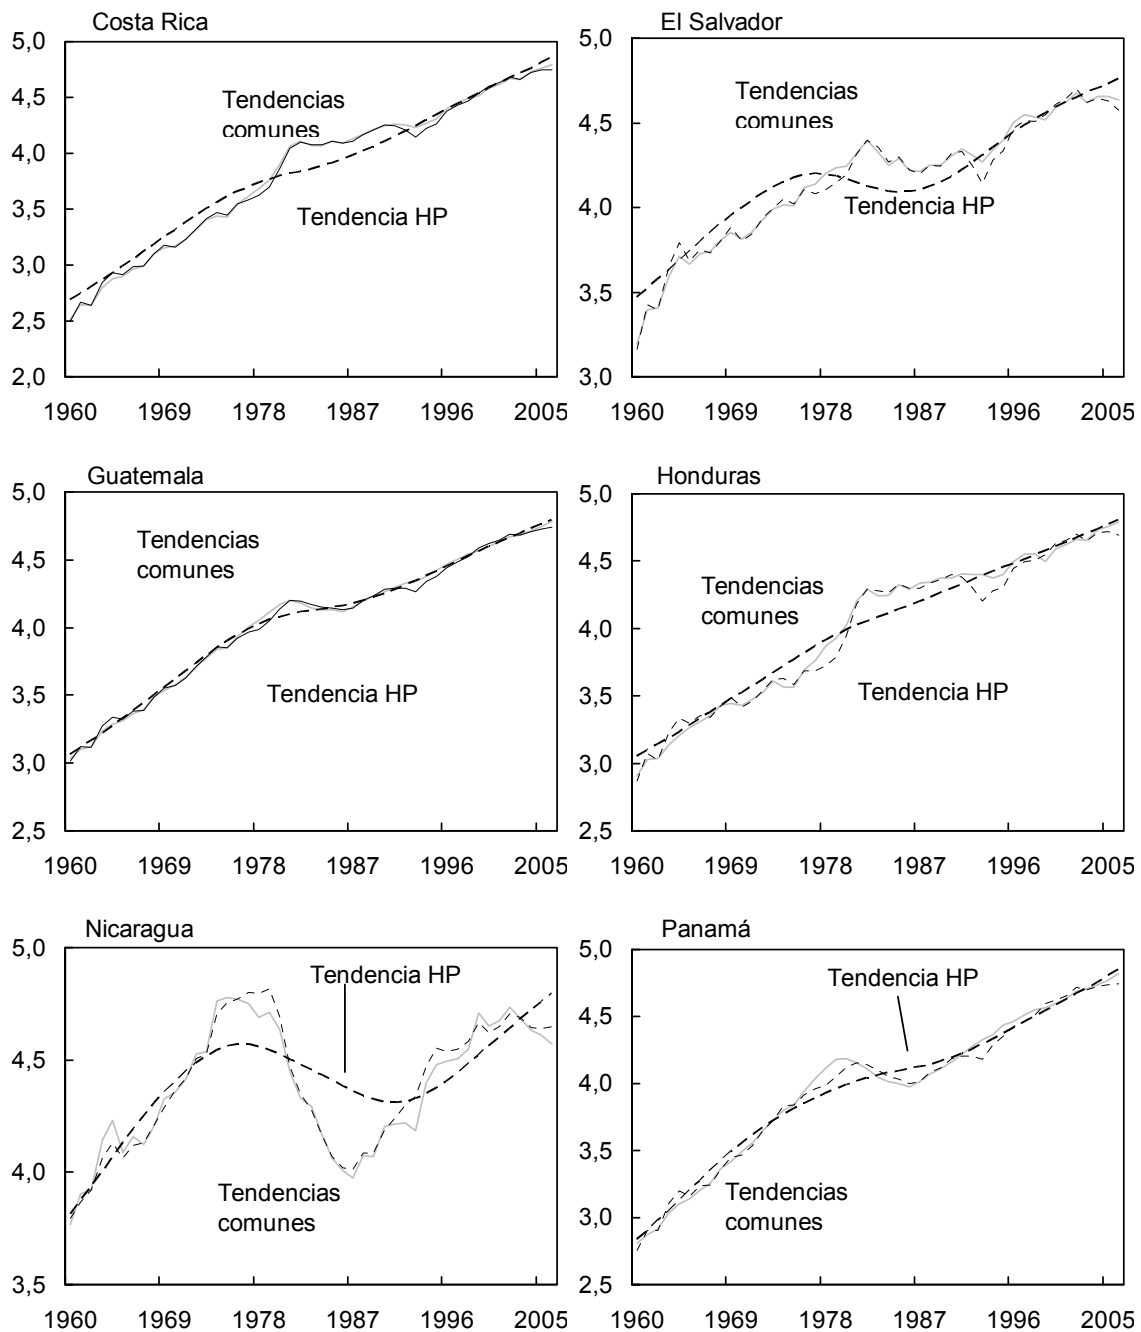 Costa Rica
5,0
4,5
4,0
3,5
3,0
2,5
2,0
Tendencias
comunes
Tendencia HP
1960 1969 1978 1987 1996 2005
El Salvador
5,0
4,5
4,0
3,5
3,0
Tendencias
comunes
Tendencia HP
1960 1969 1978 1987 1996 2005
Guatemala
5,0
4,5
4,0
3,5
3,0
2,5
Tendencias
comunes
Tendencia HP
1960 1969 1978 1987 1996 2005
Honduras
5,0
4,5
4,0
3,5
3,0
2,5
Tendencias
comunes
Tendencia HP
1960 1969 1978 1987 1996 2005
Nicaragua
5,0
4,5
4,0
3,5
Tendencia HP
Tendencias
comunes
1960 1969 1978 1987 1996 2005
Panamá
5,0
4,5
4,0
3,5
3,0
2,5
Tendencia HP
Tendencias
comunes
1960 1969 1978 1987 1996 2005